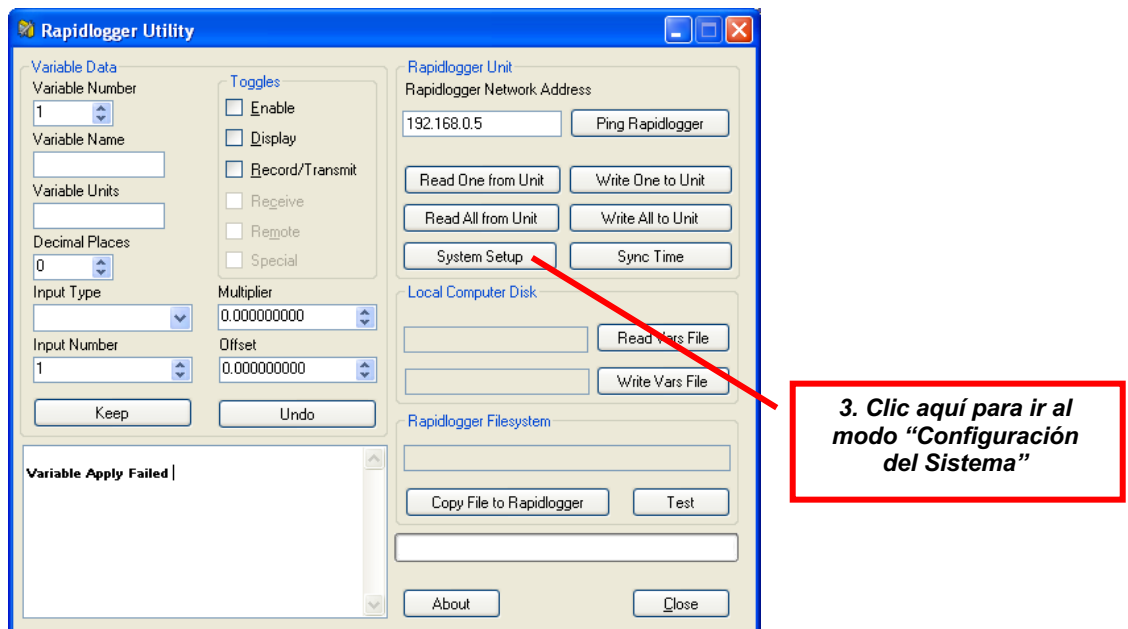 Rapidlogger Utility
Variable Data
Variable Number
1
Variable Name
Variable Units
Decimal Places
0
Input Type
Input Number
1
Toggles
Enable
Display
Record/Transmit
Receive
Remote
Special
Multiplier
0.000000000
Offset
0.000000000
Keep
Undo
Variable Apply Failed
Rapidlogger Unit
Rapidlogger Network Address
192.168.0.5
Ping Rapidlogger
Read One from Unit
Write One to Unit
Read All from Unit
Write All to Unit
System Setup
Sync Time
Local Computer Disk
Read Vars File
Write Vars File
Rapidlogger Filesystem
Copy File to Rapidlogger
Test
About
Close
3. Clic aquí para ir al
modo “Configuración
del Sistema”